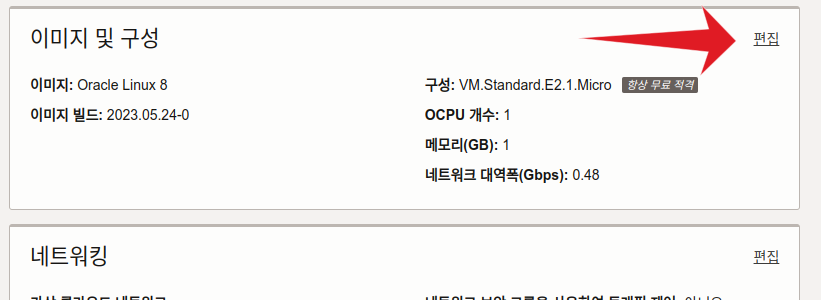 이미지 및 구성
편집
이미지: Oracle Linux 8
구성: VM.Standard.E2.1.Micro 항상 무료 적격
이미지 빌드: 2023.05.24-0
OCPU 개수: 1
메모리(GB): 1
네트워크 대역폭(Gbps): 0.48
네트워킹
편집